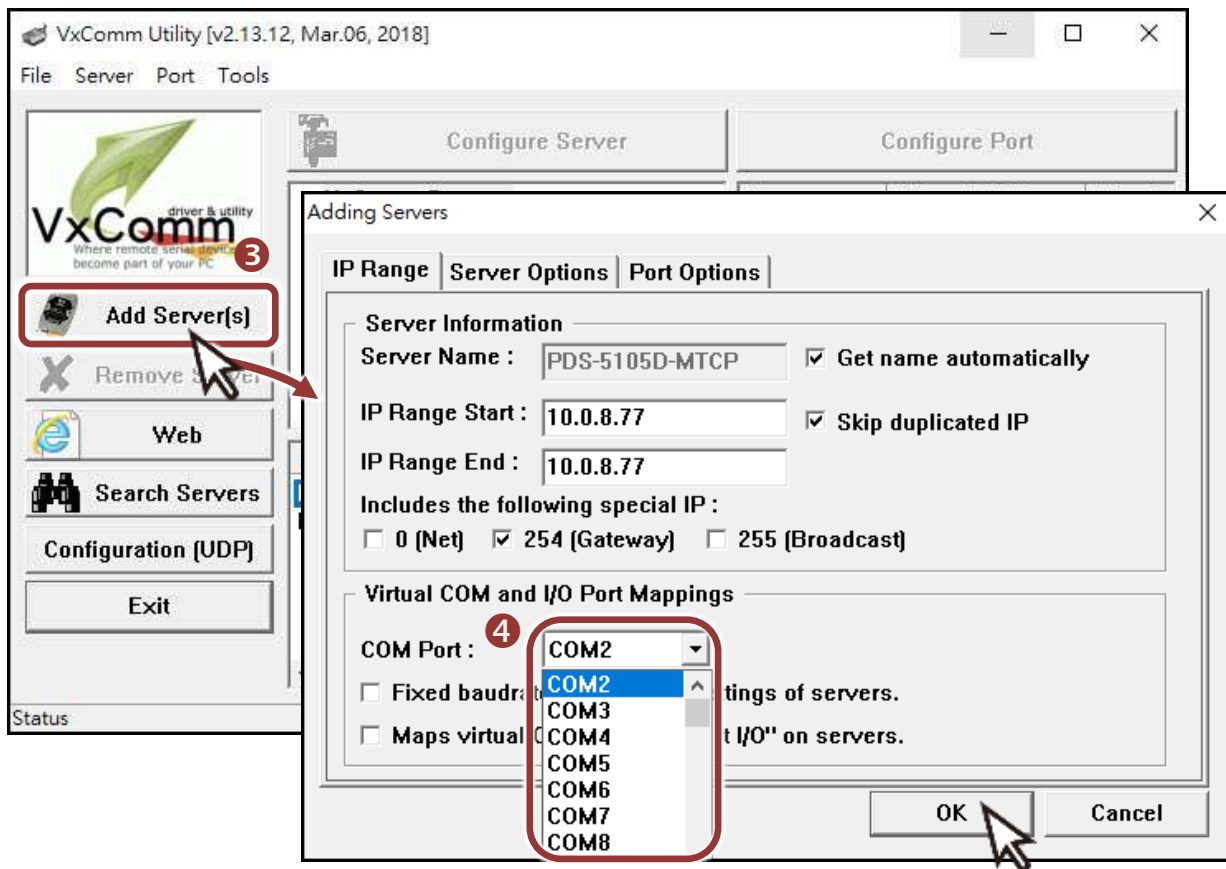 VxComm Utility [v2.13.12, Mar.06, 2018]
File Server Port Tools
Configure Server
Configure Port
driver & utility
VxComm
Where remote serial device
become part of your PC
3
Add Server(s)
Remove
Web
Search Servers
Configuration (UDP)
Exit
Status
Adding Servers
IP Range Server Options Port Options
Server Information
Server Name : PDS-5105D-MTCP Get name automatically
IP Range Start : 10.0.8.77 Skip duplicated IP
IP Range End : 10.0.8.77
Includes the following special IP :
0 (Net) 254 (Gateway) 255 (Broadcast)
Virtual COM and I/O Port Mappings
4
COM Port : COM2
COM2
Fixed tings of servers.
COM3
Maps COM4 I/O" on servers.
COM5
COM6
COM7
COM8
OK Cancel